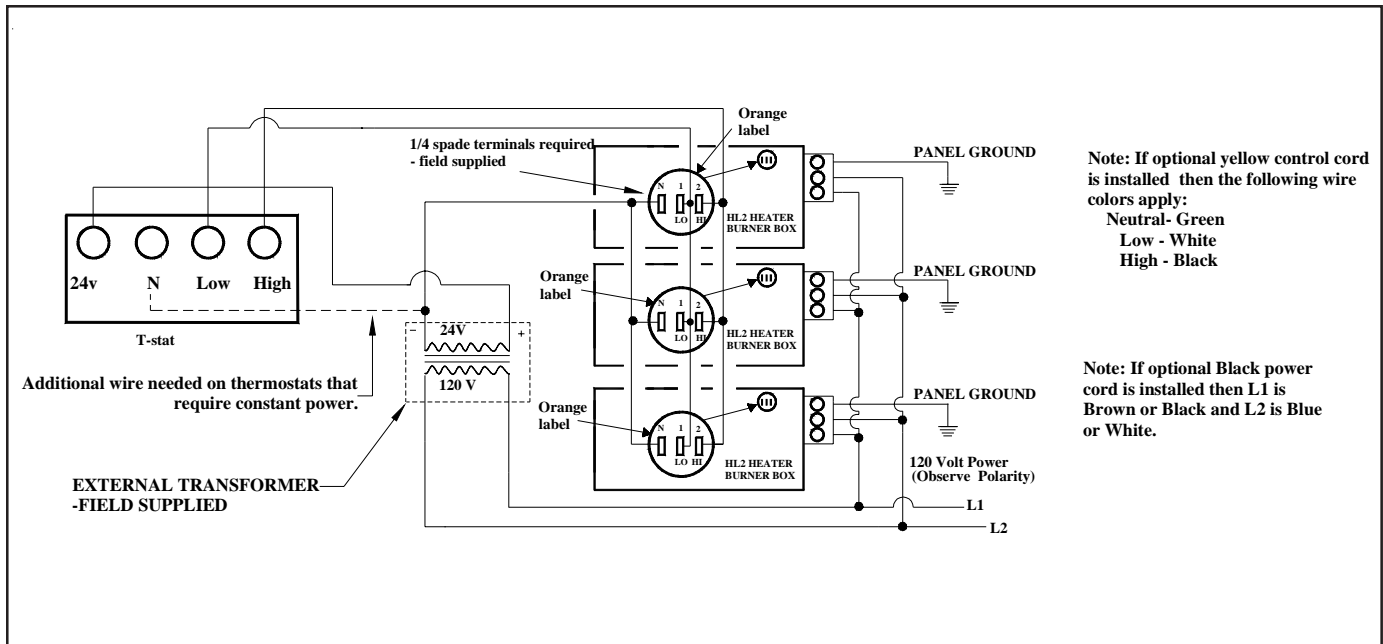 Orange
label
1/4 spade terminals required
- field supplied
N 1 2
LO HI
HL2 HEATER
BURNER BOX
PANEL GROUND
Note: If optional yellow control cord
is installed then the following wire
colors apply:
Neutral- Green
Low - White
High - Black
24v N Low High
T-stat
Additional wire needed on thermostats that
require constant power.
- 24V +
120 V
EXTERNAL TRANSFORMER
-FIELD SUPPLIED
Orange
label
N 1 2
LO HI
HL2 HEATER
BURNER BOX
PANEL GROUND
Orange
label
N 1 2
LO HI
HL2 HEATER
BURNER BOX
PANEL GROUND
Note: If optional Black power
cord is installed then L1 is
Brown or Black and L2 is Blue
or White.
120 Volt Power
(Observe Polarity)
L1
L2